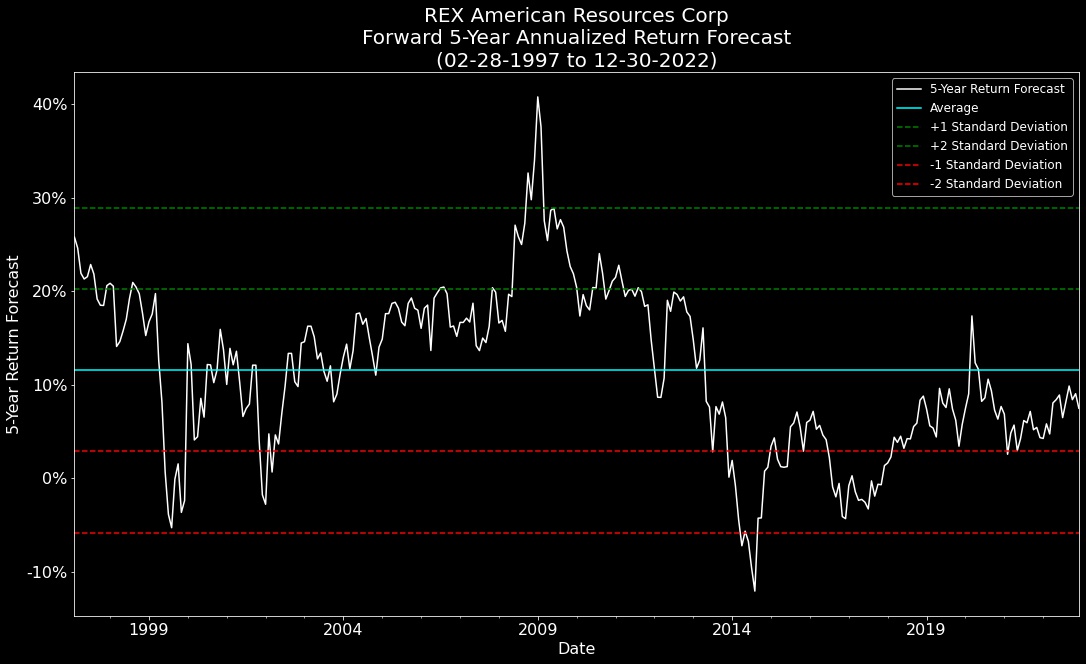 REX American Resources Corp
Forward 5-Year Annualized Return Forecast
(02-28-1997 to 12-30-2022)
5-Year Return Forecast
Average
+1 Standard Deviation
+2 Standard Deviation
-1 Standard Deviation
-2 Standard Deviation
5-Year Return Forecast
40%
30%
20%
10%
0%
-10%
1999
2004
2009
2014
2019
Date